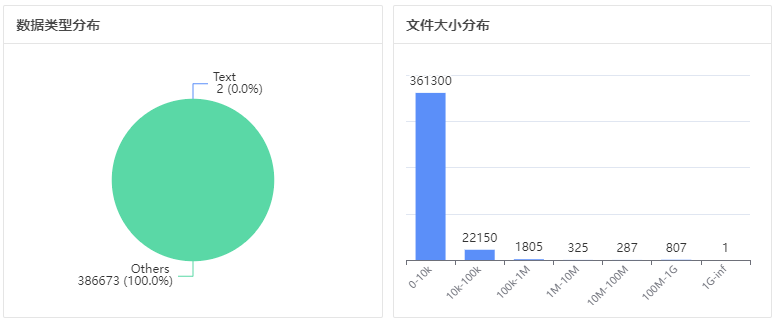 数据类型分布
Text
2 (0.0%)
Others
386673 (100.0%)
文件大小分布
361300
22150
1805
325
287
807
1
0-10k
10k-100k
100k-1M
1M-10M
10M-100M
100M-1G
1G-inf